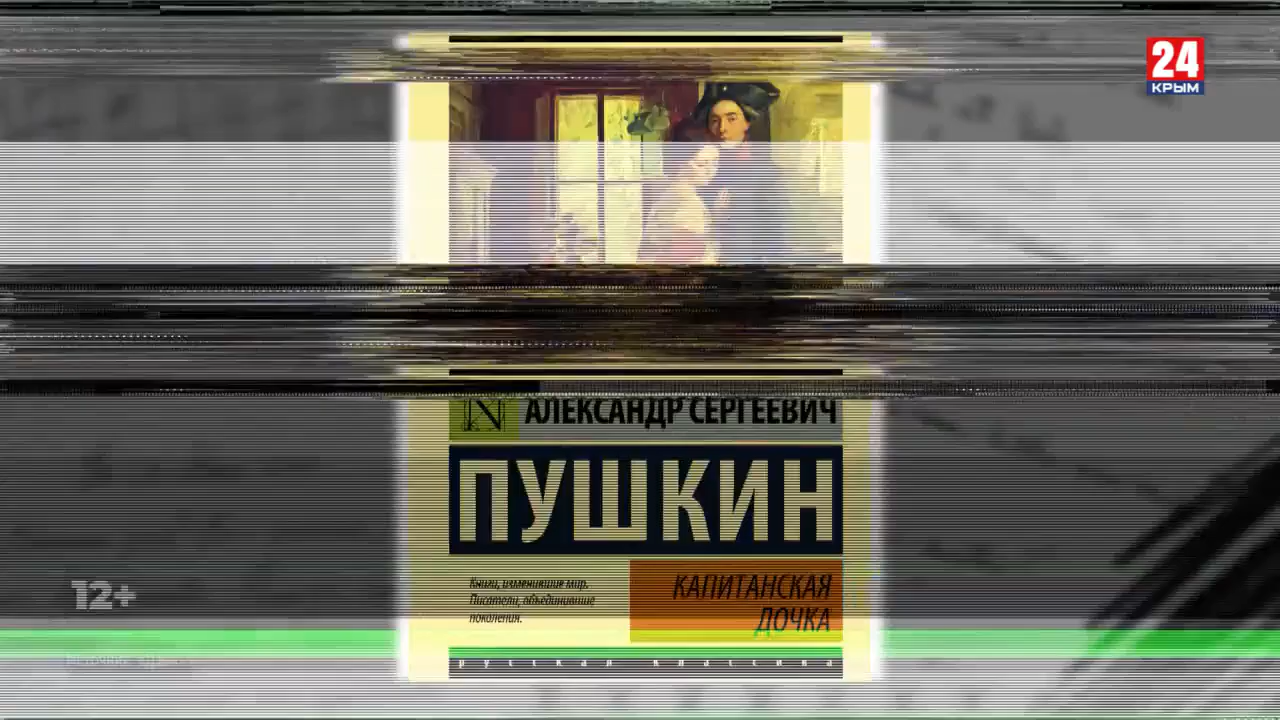 24
КРЫМ
N
АЛЕКСАНДР СЕРГЕЕВИЧ
ПУШКИН
Книги, изменившие мир.
Писатели, объединившие
поколения.
КАПИТАНСКАЯ
ДОЧКА
русская классика
12+